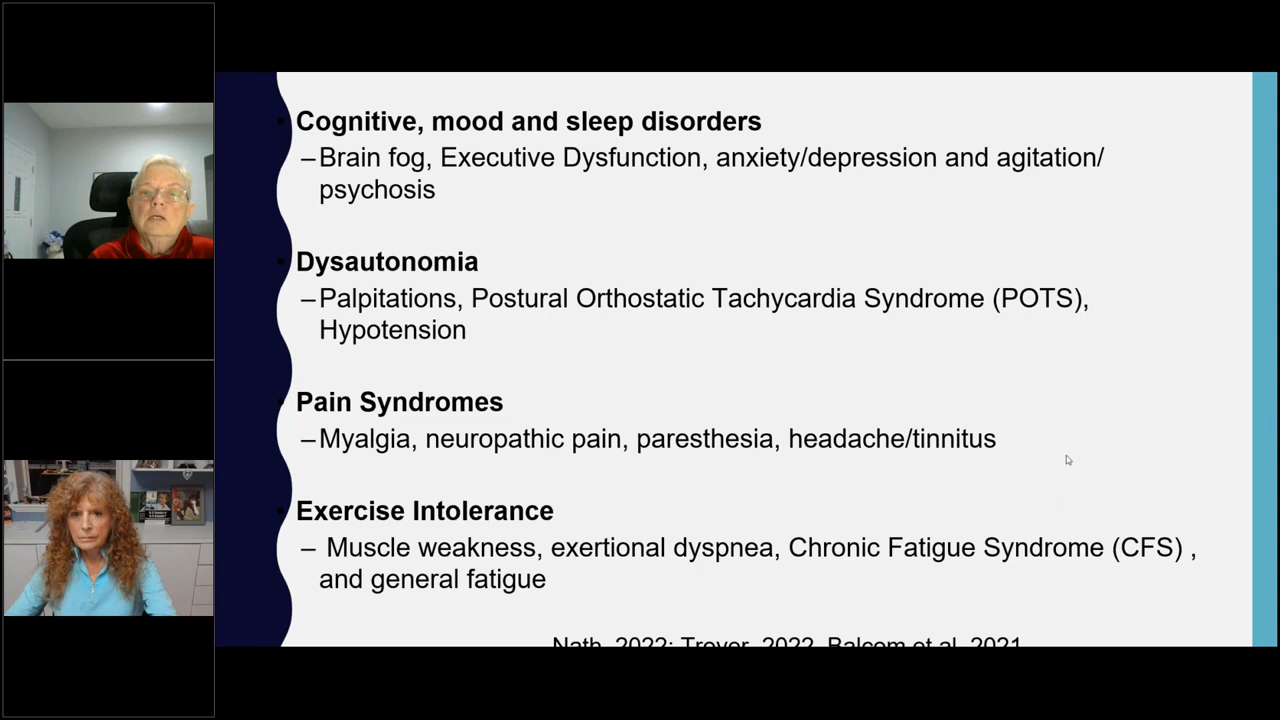 • Cognitive, mood and sleep disorders
–Brain fog, Executive Dysfunction, anxiety/depression and agitation/
psychosis
• Dysautonomia
–Palpitations, Postural Orthostatic Tachycardia Syndrome (POTS),
Hypotension
• Pain Syndromes
–Myalgia, neuropathic pain, paresthesia, headache/tinnitus
• Exercise Intolerance
– Muscle weakness, exertional dyspnea, Chronic Fatigue Syndrome (CFS) ,
and general fatigue
Nath, 2022; Troyer, 2022, Balcom et al, 2021